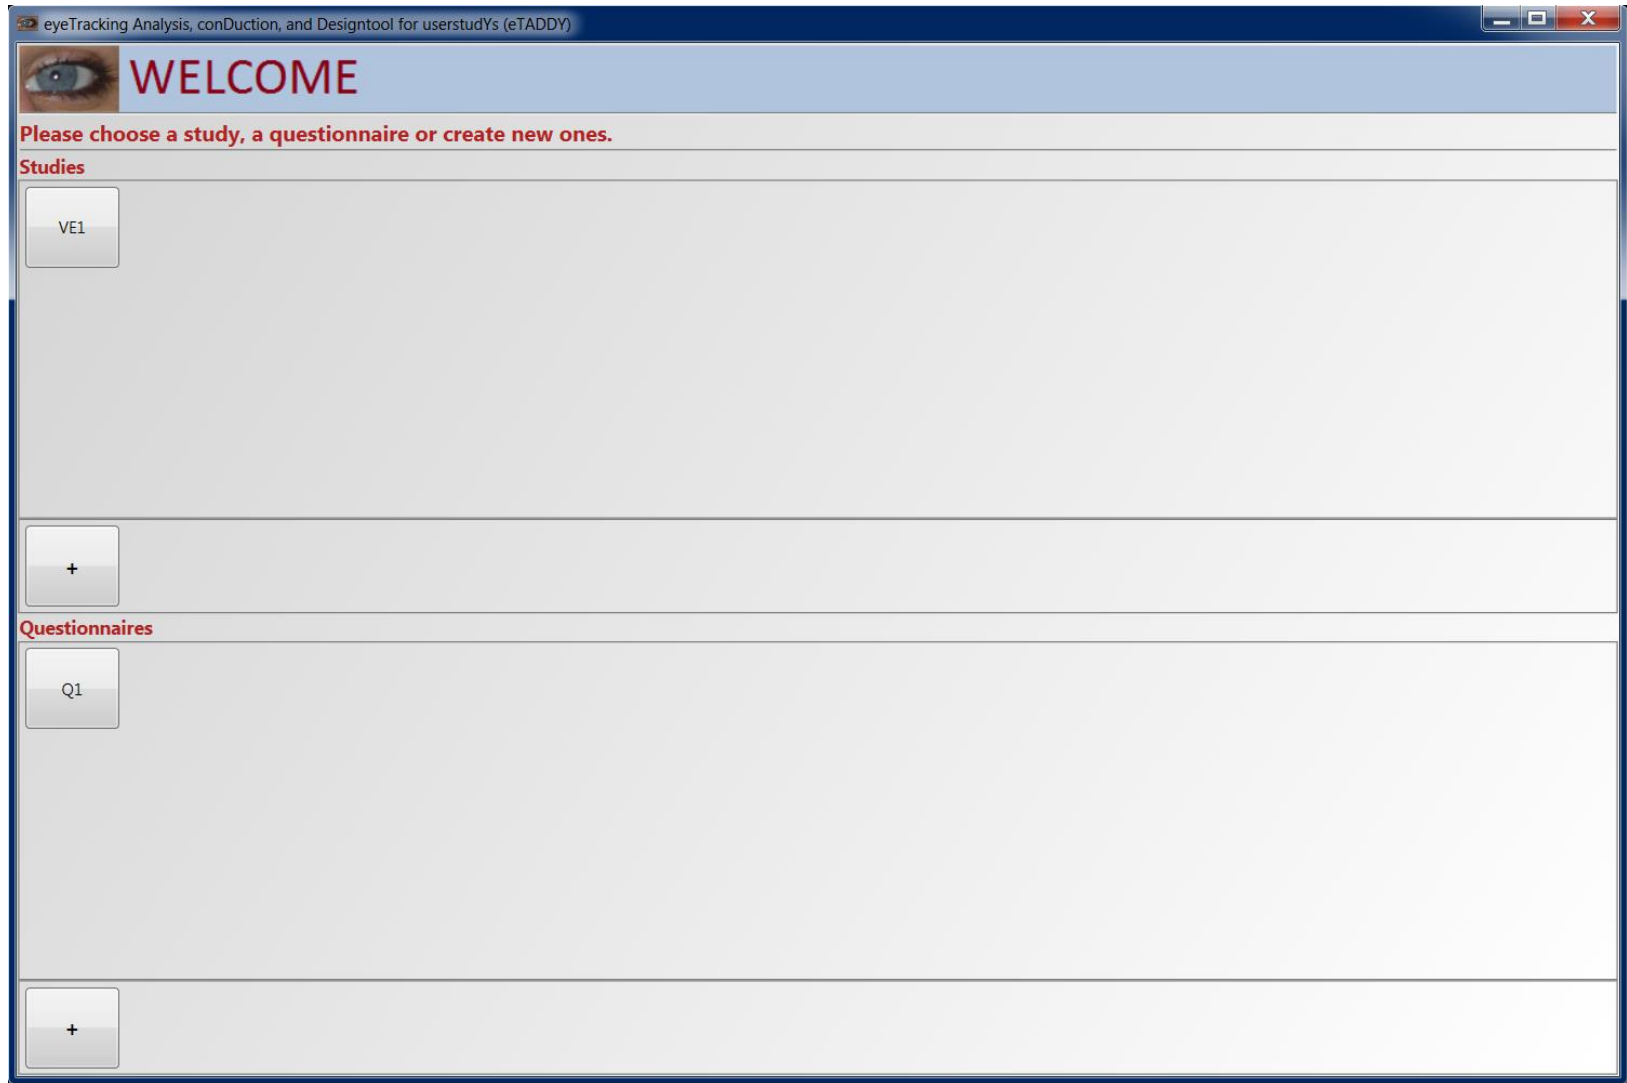 eyeTracking Analysis, conDuction, and Designtool for userstudYs (eTADDY)
WELCOME
Please choose a study, a questionnaire or create new ones.
Studies
VE1
+
Questionnaires
Q1
+